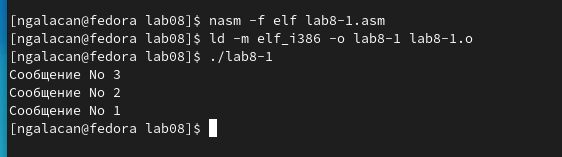 [ngalacan@fedora lab08]$ nasm -f elf lab8-1.asm
[ngalacan@fedora lab08]$ ld -m elf_i386 -o lab8-1 lab8-1.o
[ngalacan@fedora lab08]$ ./lab8-1
Сообщение No 3
Сообщение No 2
Сообщение No 1
[ngalacan@fedora lab08]$